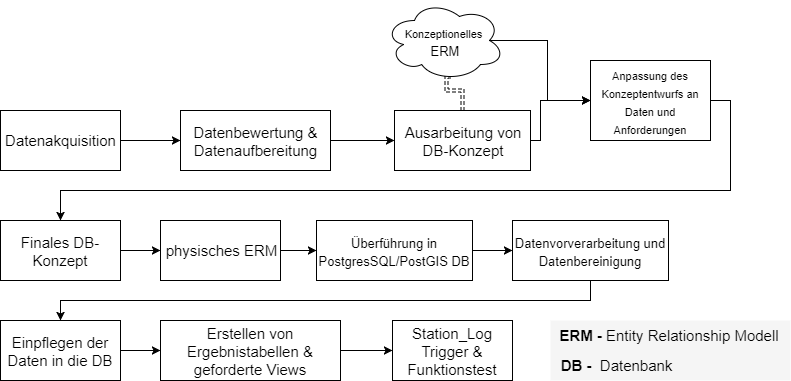 Konzeptionelles
ERM
Datenakquisition
Datenbewertung &
Datenaufbereitung
Ausarbeitung von
DB-Konzept
Anpassung des
Konzeptentwurfs an
Daten und
Anforderungen
Finales DB-
Konzept
physisches ERM
Überführung in
PostgresSQL/PostGIS DB
Datenvorverarbeitung und
Datenbereinigung
Einpflegen der
Daten in die DB
Erstellen von
Ergebnistabellen &
geforderte Views
Station_Log
Trigger &
Funktionstest
ERM - Entity Relationship Modell
DB - Datenbank